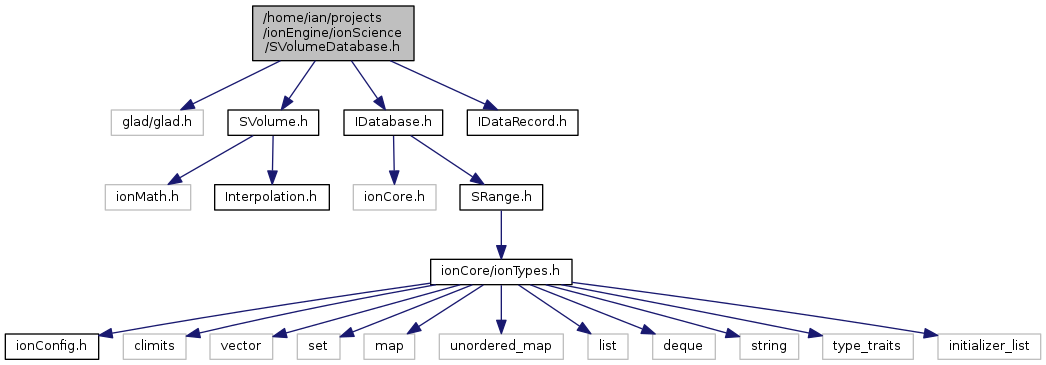 /home/ian/projects
/ionEngine/ionScience
/SVolumeDatabase.h
glad/glad.h
SVolume.h
IDatabase.h
IDataRecord.h
ionMath.h
Interpolation.h
ionCore.h
SRange.h
ionCore/ionTypes.h
ionConfig.h
climits
vector
set
map
unordered_map
list
deque
string
type_traits
initializer_list